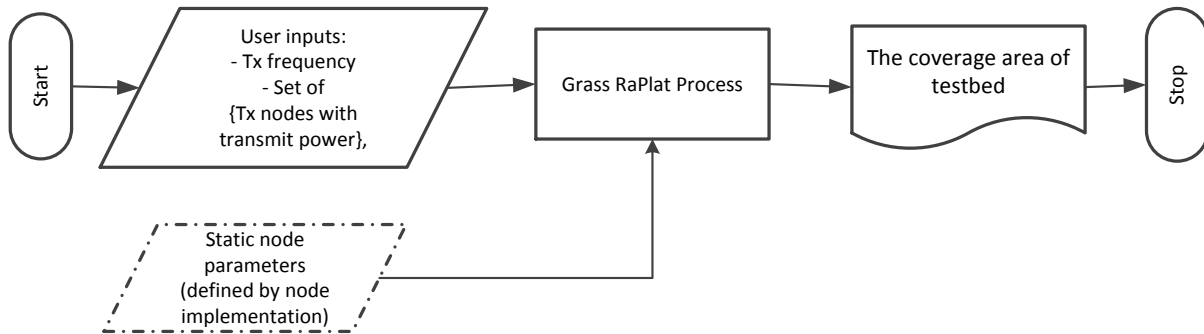 Start
User inputs:
- Tx frequency
- Set of
{Tx nodes with
transmit power},
Grass RaPlat Process
The coverage area of
testbed
Stop
Static node
parameters
(defined by node
implementation)